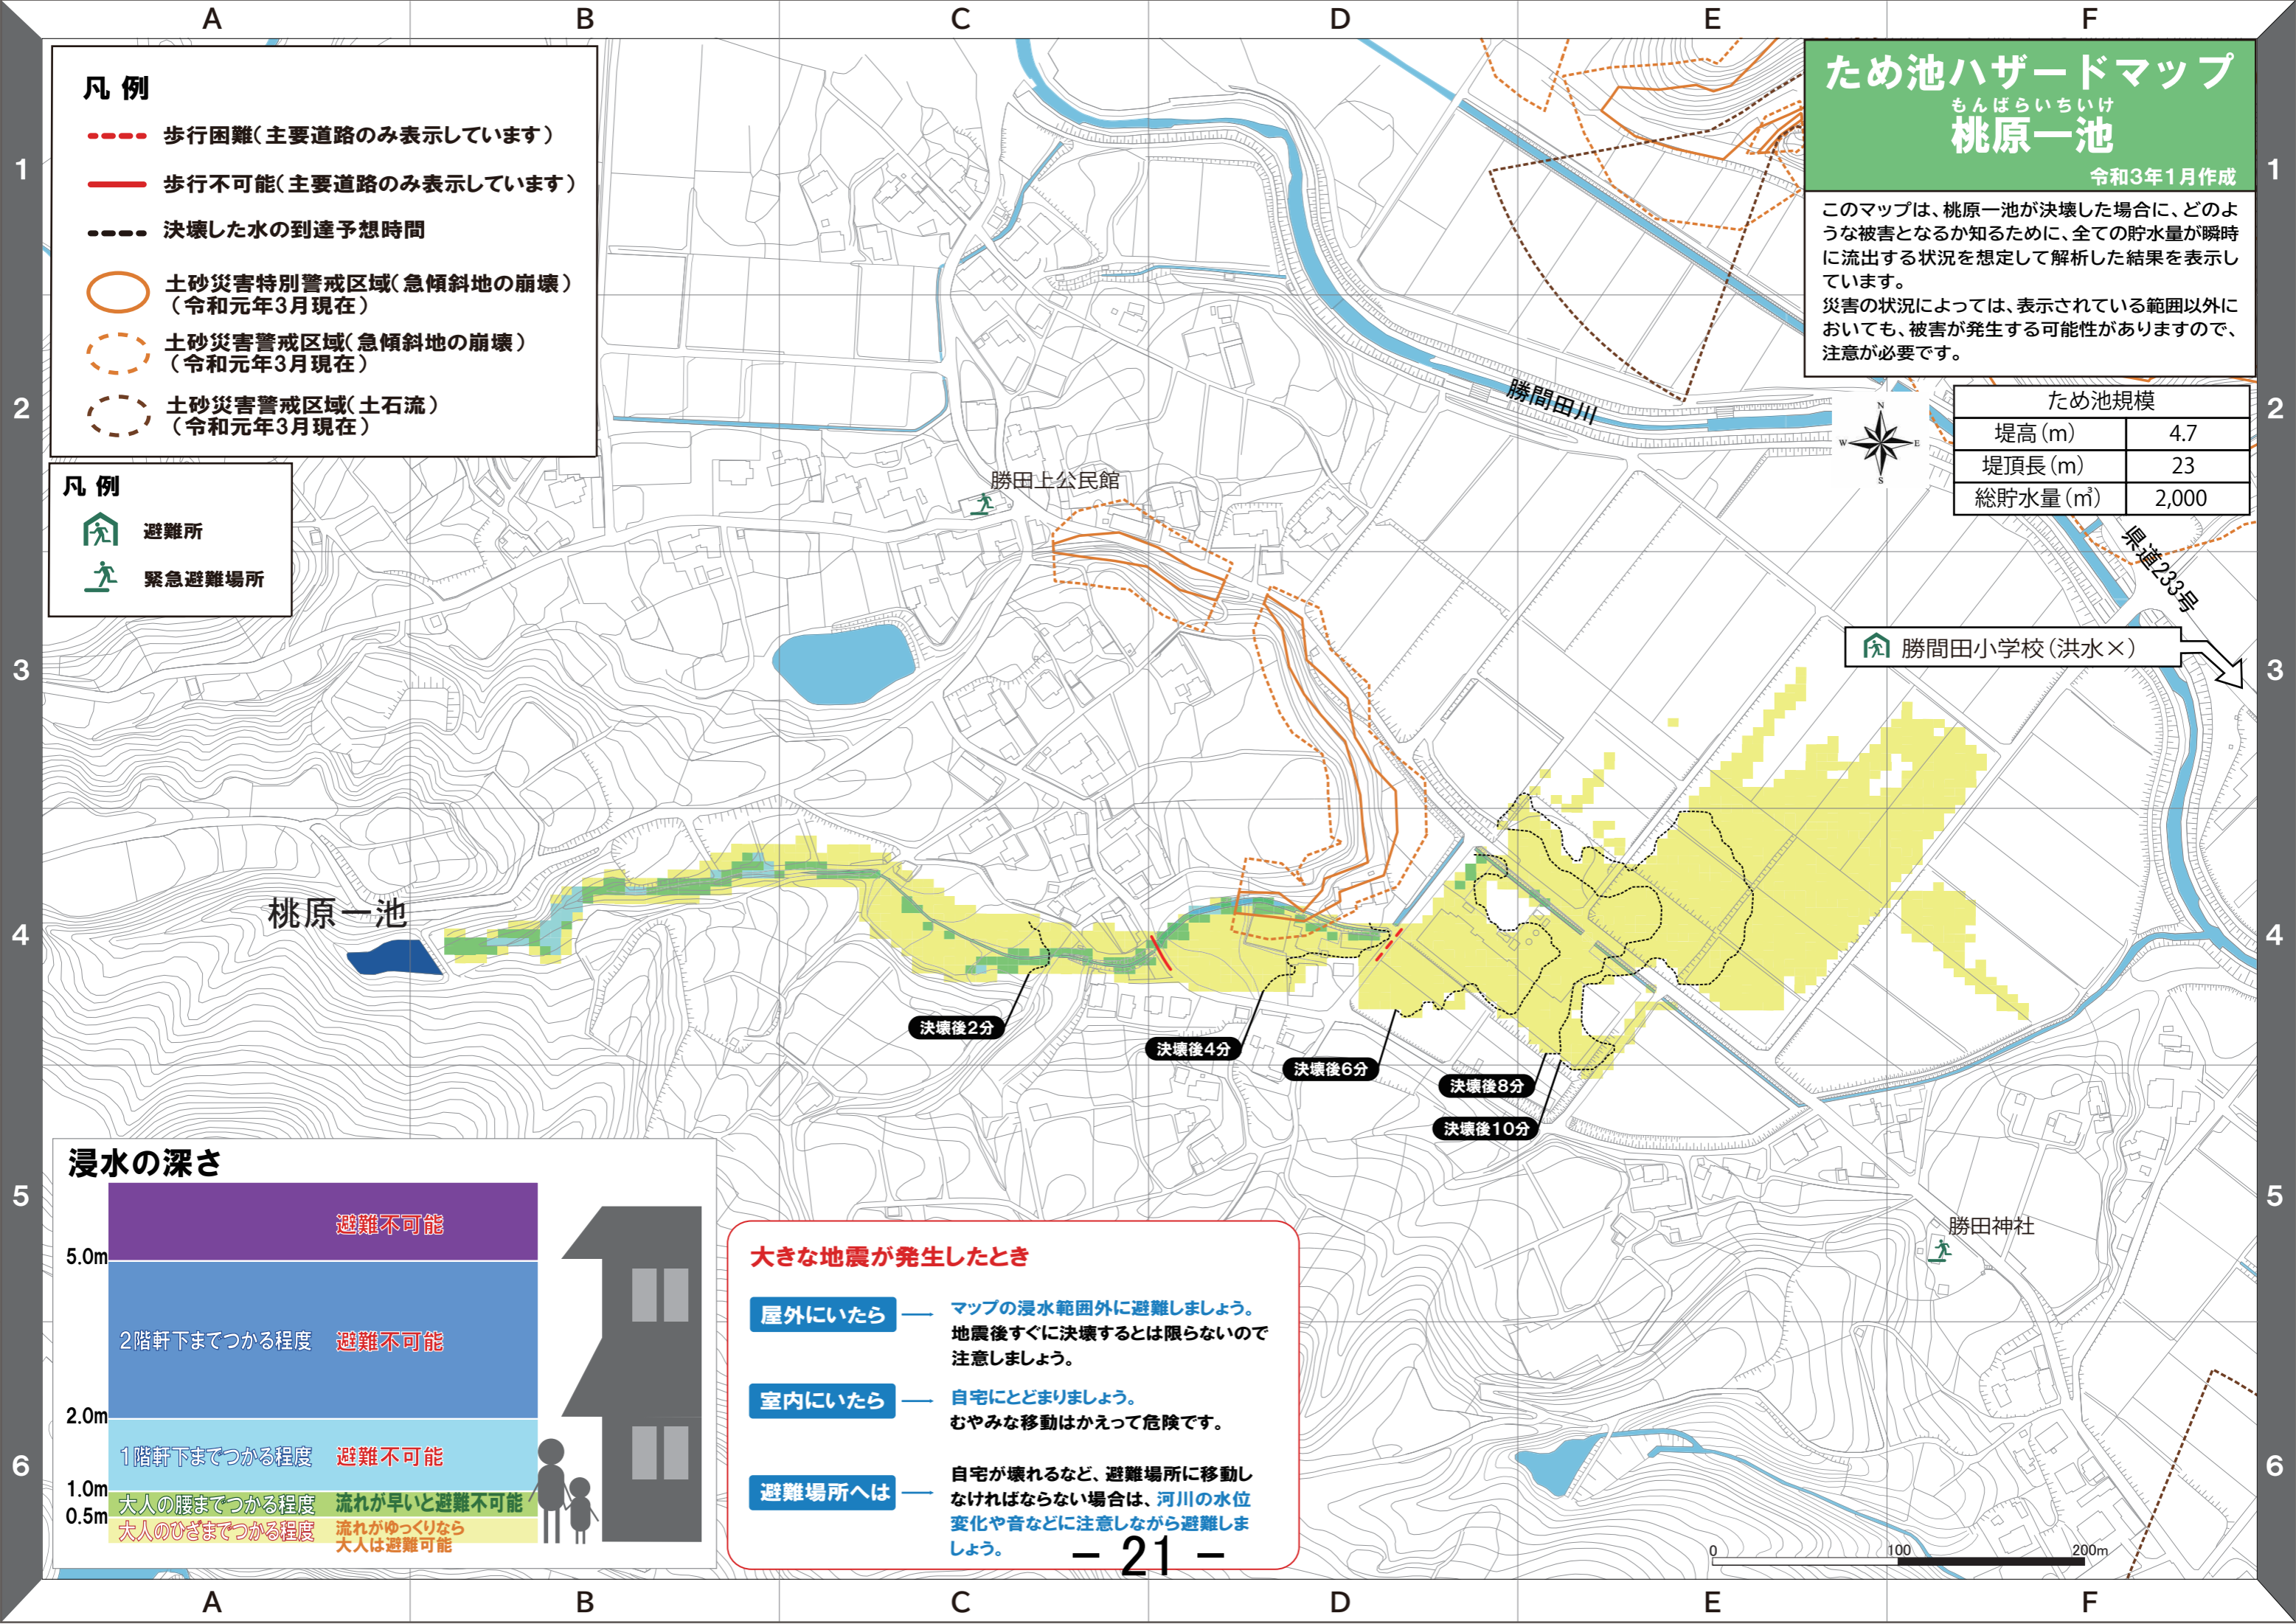 A B C D E F
ため池ハザードマップ
もんばらいちいけ
桃原一池
令和3年1月作成
このマップは、桃原一池が決壊した場合に、どのよ
うな被害となるか知るために、全ての貯水量が瞬時
に流出する状況を想定して解析した結果を表示し
ています。
災害の状況によっては、表示されている範囲以外に
おいても、被害が発生する可能性がありますので、
注意が必要です。
凡 例
歩行困難(主要道路のみ表示しています)
歩行不可能(主要道路のみ表示しています)
決壊した水の到達予想時間
土砂災害特別警戒区域(急傾斜地の崩壊)
(令和元年3月現在)
土砂災害警戒区域(急傾斜地の崩壊)
(令和元年3月現在)
土砂災害警戒区域(土石流)
(令和元年3月現在)
凡 例
避難所
緊急避難場所
1 1
2 2
3 3
4 4
5 5
6 6
勝間田川
N
W E
S
ため池規模
堤高(m) 4.7
堤頂長(m) 23
総貯水量(㎥) 2,000
勝田上公民館
県道233号
勝間田小学校(洪水×)
桃原一池
決壊後2分
決壊後4分
決壊後6分
決壊後8分
決壊後10分
勝田神社
浸水の深さ
避難不可能
5.0m
2階軒下までつかる程度 避難不可能
2.0m
1階軒下までつかる程度 避難不可能
1.0m
大人の腰までつかる程度 流れが早いと避難不可能
0.5m
大人のひざまでつかる程度 流れがゆっくりなら
大人は避難可能
大きな地震が発生したとき
屋外にいたら
マップの浸水範囲外に避難しましょう。
地震後すぐに決壊するとは限らないので
注意しましょう。
室内にいたら
自宅にとどまりましょう。
むやみな移動はかえって危険です。
避難場所へは
自宅が壊れるなど、避難場所に移動し
なければならない場合は、河川の水位
変化や音などに注意しながら避難しま
しょう。
- 21 -
0 100 200m
A B C D E F